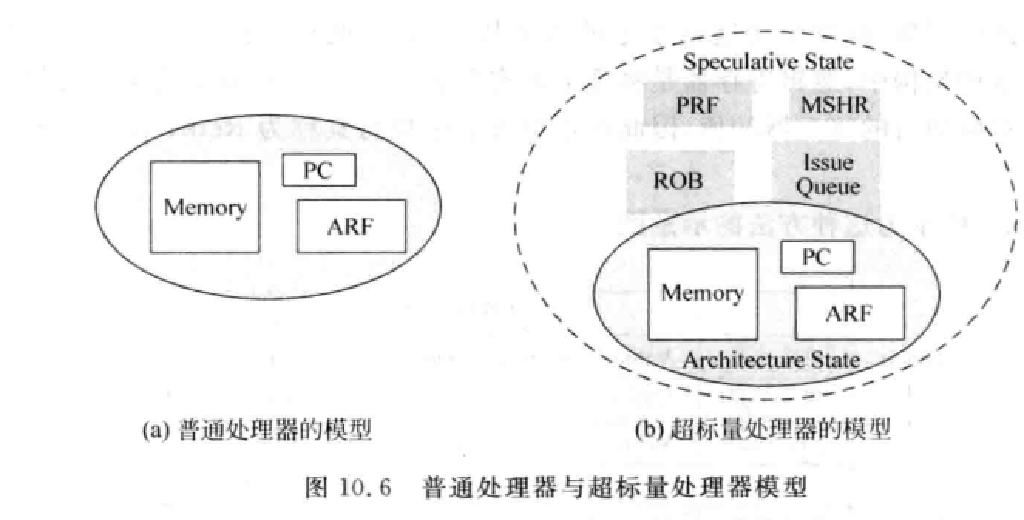 Speculative State
PRF
MSHR
ROB
Issue
Queue
Memory
PC
ARF
Memory
PC
ARF
Architecture State
(a) 普通处理器的模型
(b) 超标量处理器的模型
图 10.6 普通处理器与超标量处理器模型